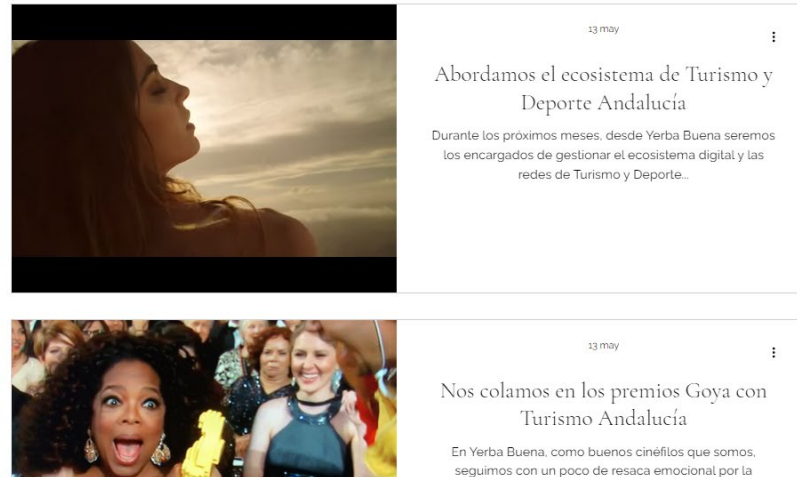 13 may
Abordamos el ecosistema de Turismo y
Deporte Andalucía
Durante los próximos meses, desde Yerba Buena seremos
los encargados de gestionar el ecosistema digital y las
redes de Turismo y Deporte...
13 may
Nos colamos en los premios Goya con
Turismo Andalucía
En Yerba Buena, como buenos cinéfilos que somos,
seguimos con un poco de resaca emocional por la